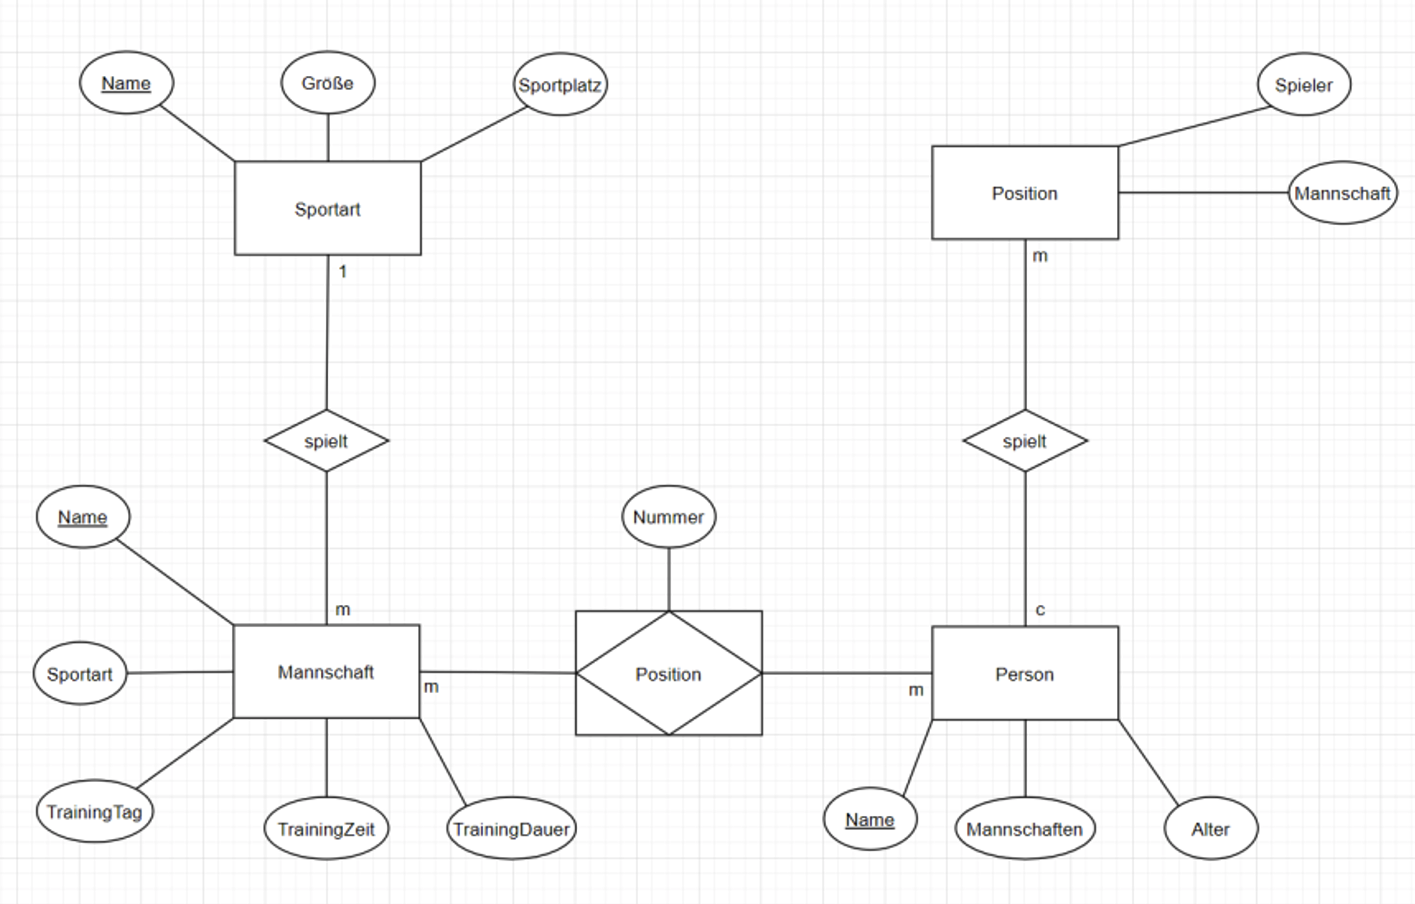 Name
Größe
Sportplatz
Spieler
Sportart
Position
Mannschaft
1
m
spielt
spielt
Name
Nummer
m
c
Sportart
Mannschaft
m
Position
m
Person
TrainingTag
TrainingZeit
TrainingDauer
Name
Mannschaften
Alter